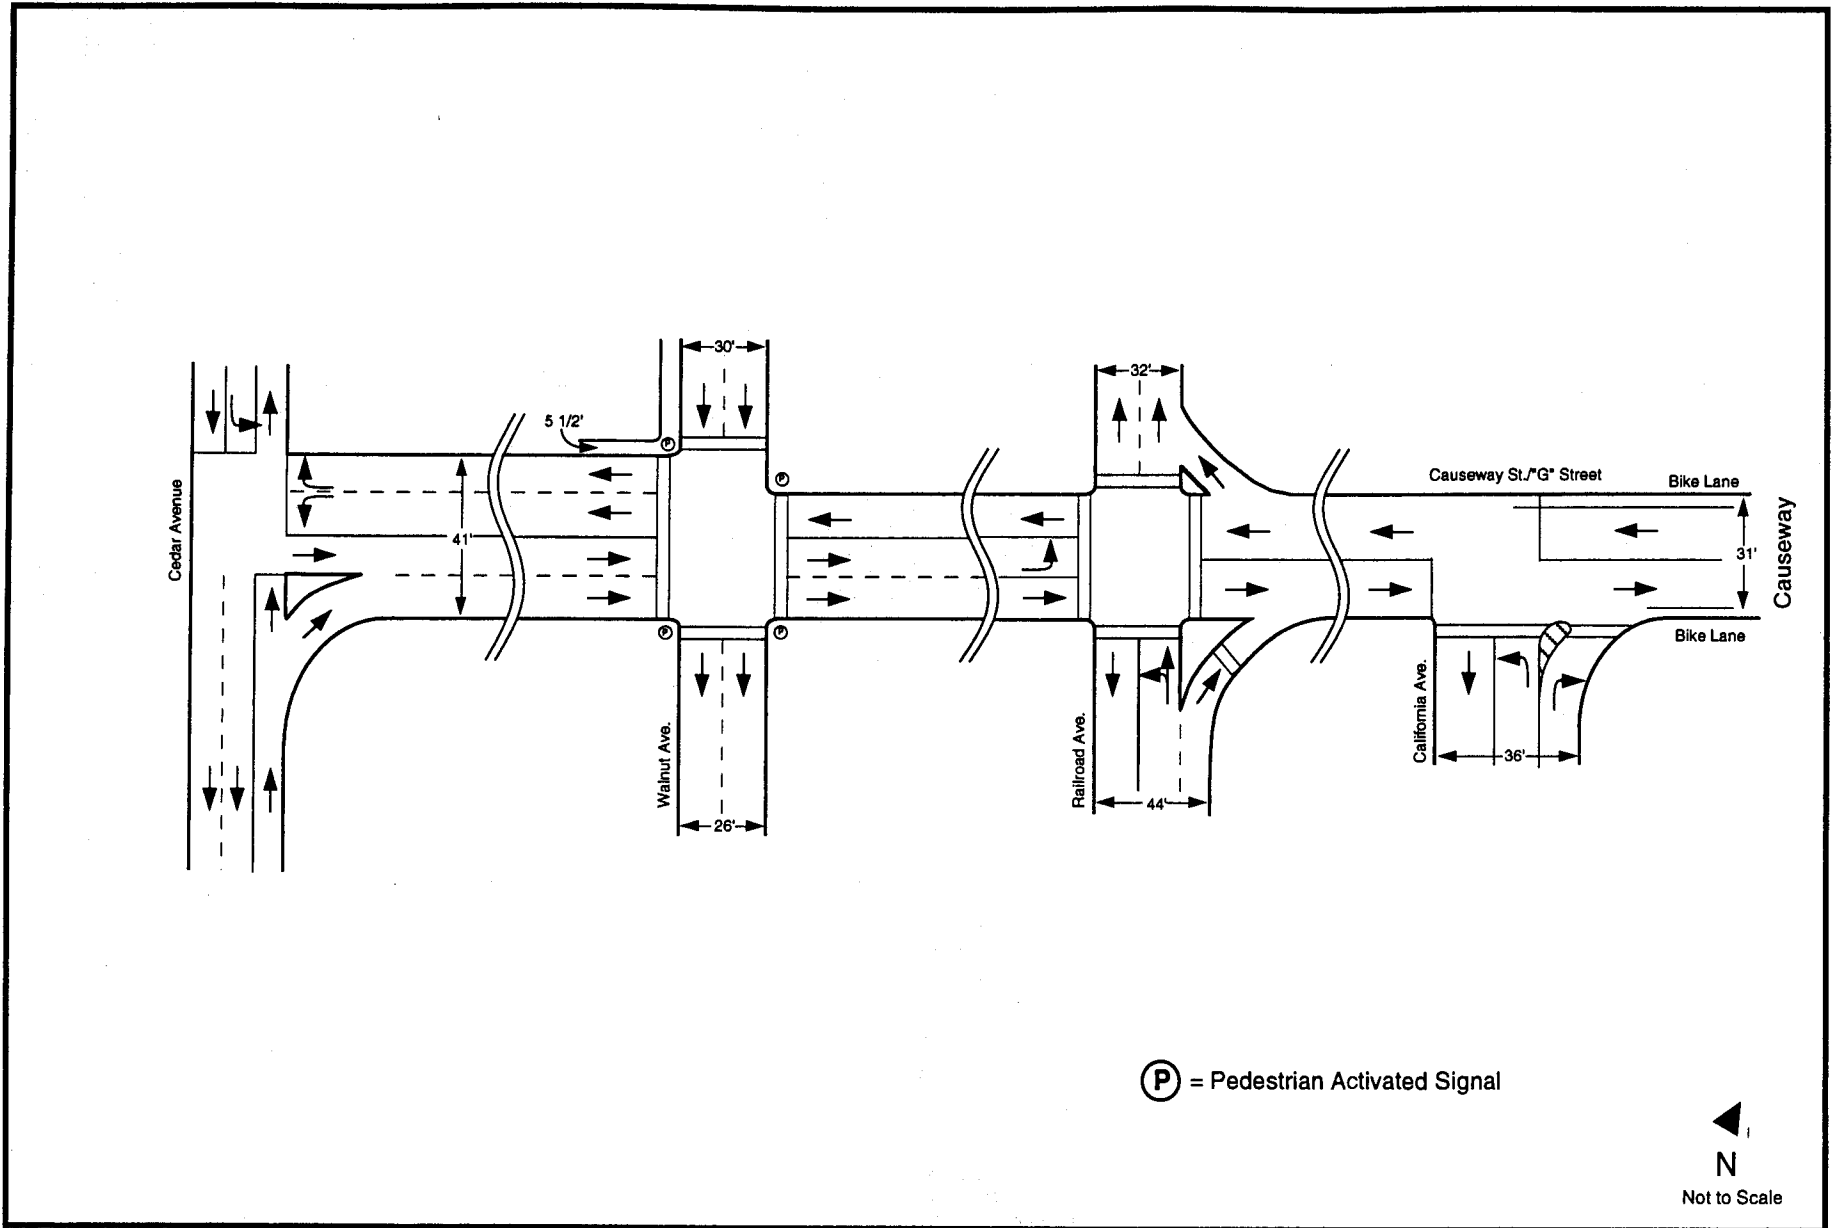 30'
32'
5 1/2'
Causeway St./"G" Street
Bike Lane
Cedar Avenue
41'
31'
Causeway
Bike Lane
P
P
P
P
Walnut Ave.
Railroad Ave.
California Ave.
36'
44'
26'
P = Pedestrian Activated Signal
N
Not to Scale